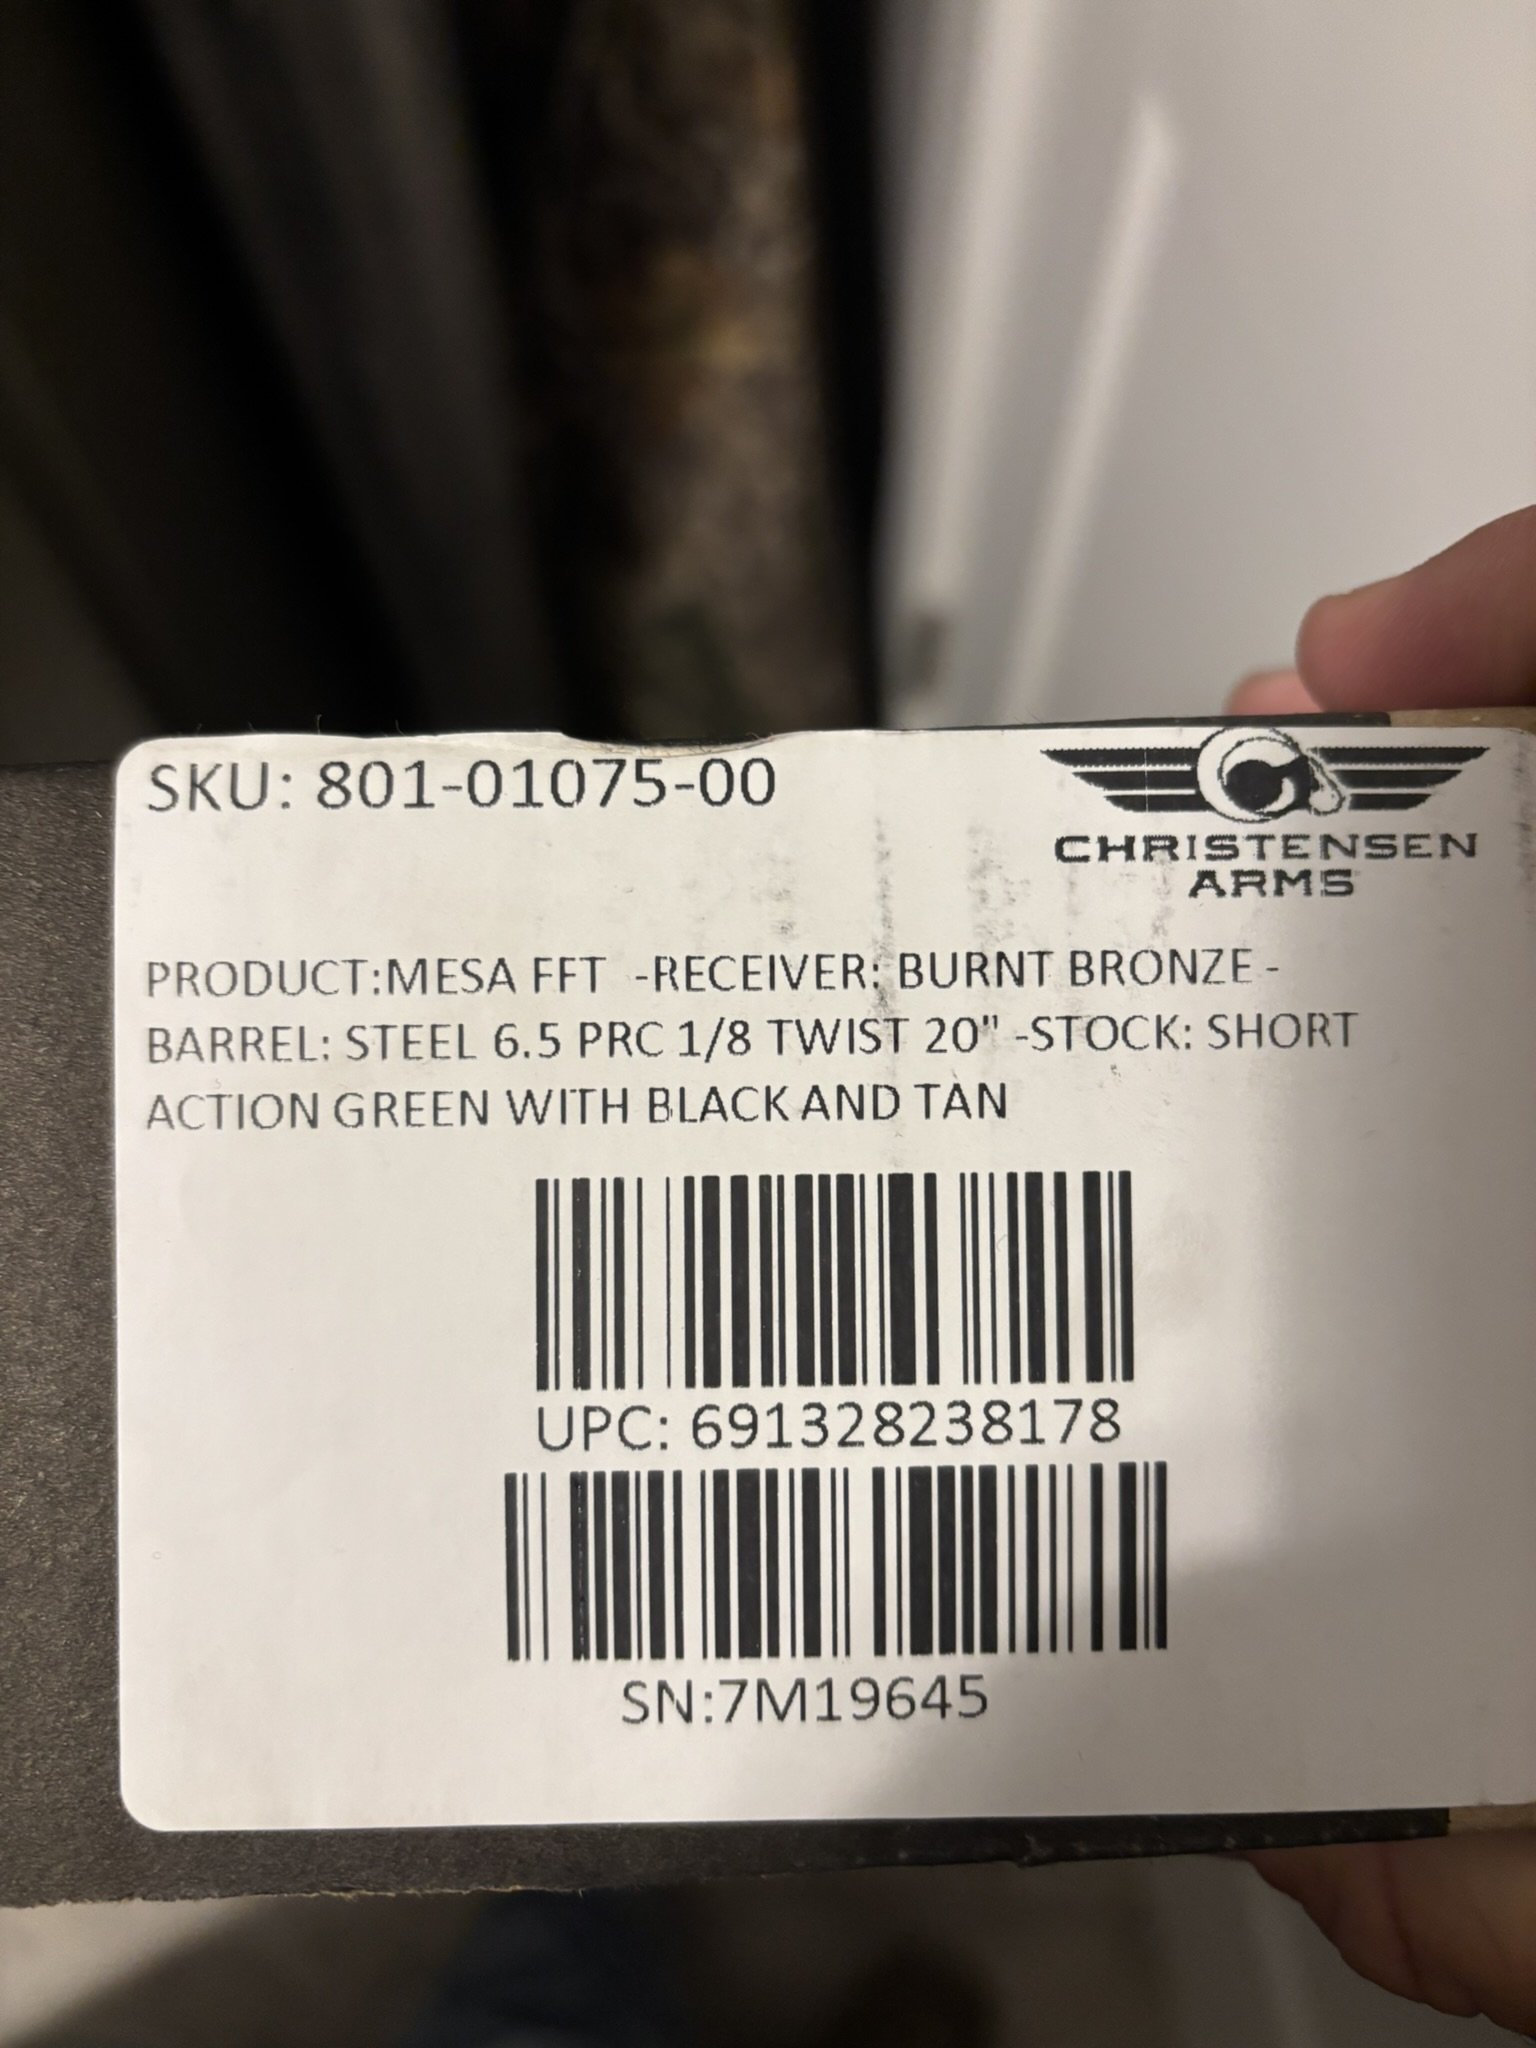 SKU: 801-01075-00
CHRISTENSEN
ARMS
PRODUCT:MESA FFT -RECEIVER: BURNT BRONZE -
BARREL: STEEL 6.5 PRC 1/8 TWIST 20" -STOCK: SHORT
ACTION GREEN WITH BLACK AND TAN
UPC: 691328238178
SN:7M19645